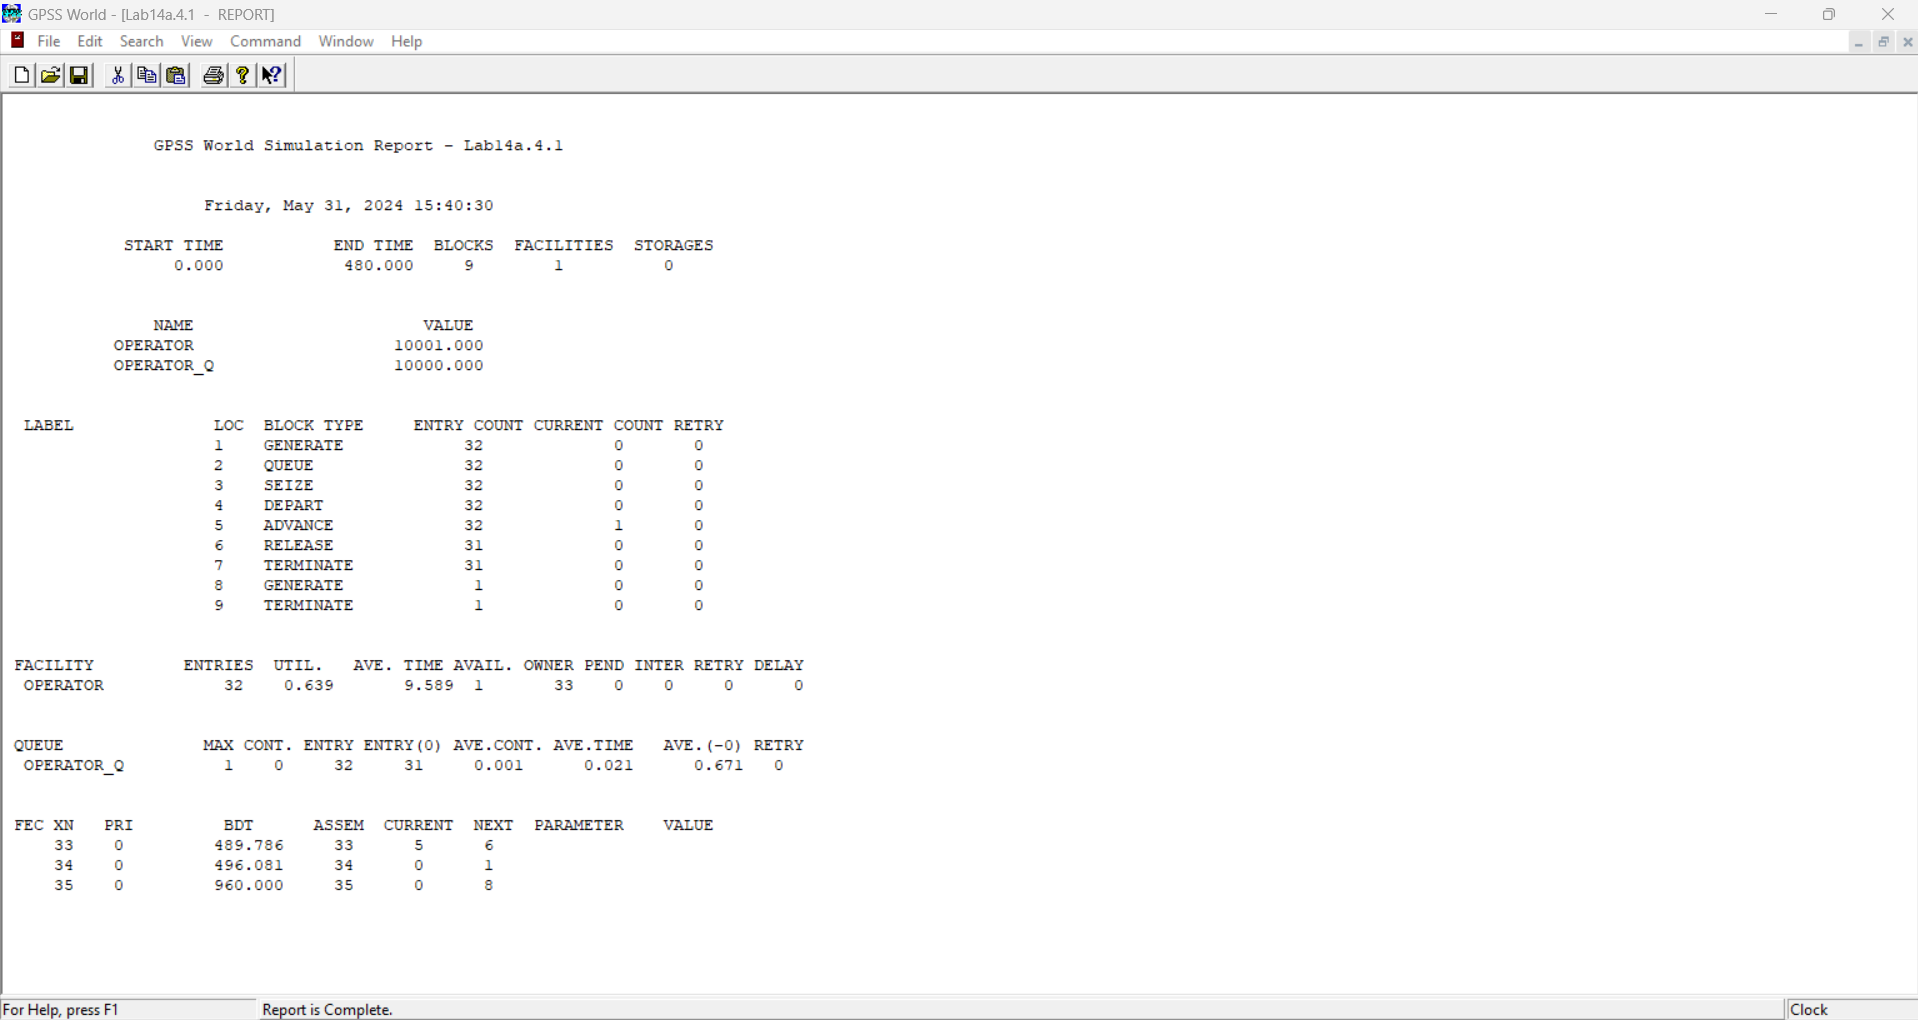 GPSS World - [Lab14a.4.1 - REPORT]
File Edit Search View Command Window Help
GPSS World Simulation Report - Lab14a.4.1
Friday, May 31, 2024 15:40:30
START TIME END TIME BLOCKS FACILITIES STORAGES
0.000 480.000 9 1 0
NAME VALUE
OPERATOR 10001.000
OPERATOR_Q 10000.000
LABEL LOC BLOCK TYPE ENTRY COUNT CURRENT COUNT RETRY
1 GENERATE 32 0 0
2 QUEUE 32 0 0
3 SEIZE 32 0 0
4 DEPART 32 0 0
5 ADVANCE 32 1 0
6 RELEASE 31 0 0
7 TERMINATE 31 0 0
8 GENERATE 1 0 0
9 TERMINATE 1 0 0
FACILITY ENTRIES UTIL. AVE. TIME AVAIL. OWNER PEND INTER RETRY DELAY
OPERATOR 32 0.639 9.589 1 33 0 0 0 0
QUEUE MAX CONT. ENTRY ENTRY(0) AVE.CONT. AVE.TIME AVE.(-0) RETRY
OPERATOR_Q 1 0 32 31 0.001 0.021 0.671 0
FEC XN PRI BDT ASSEM CURRENT NEXT PARAMETER VALUE
33 0 489.786 33 5 6
34 0 496.081 34 0 1
35 0 960.000 35 0 8
For Help, press F1 Report is Complete. Clock